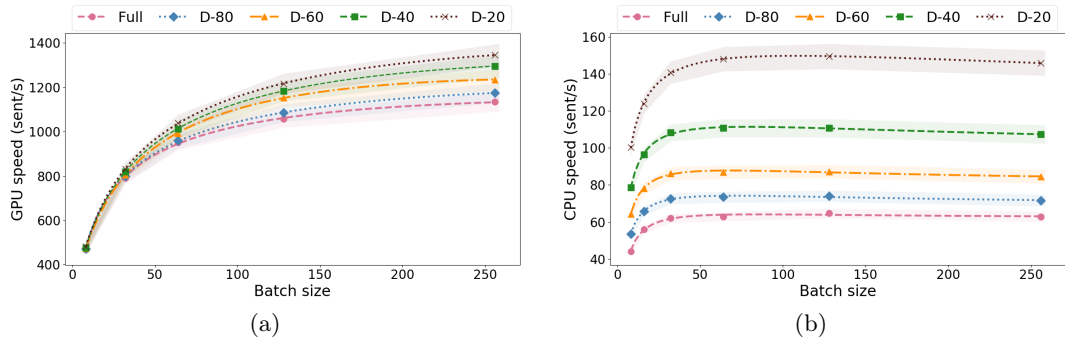 Full D-80 D-60 D-40 D-20
1400
1200
1000
800
600
400
GPU speed (sent/s)
0 50 100 150 200 250
Batch size
(a)
Full D-80 D-60 D-40 D-20
160
140
120
100
80
60
40
CPU speed (sent/s)
0 50 100 150 200 250
Batch size
(b)